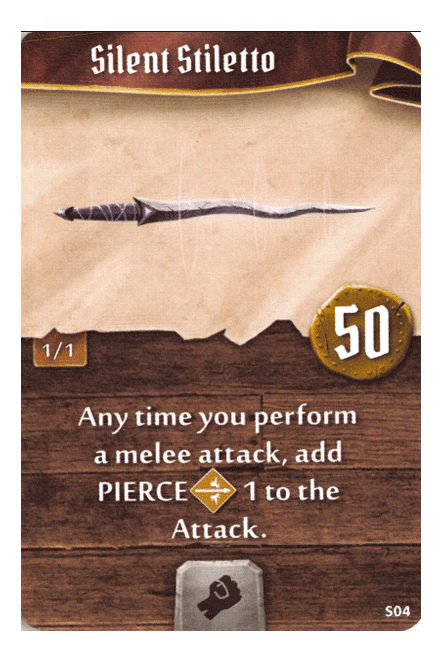 Silent Stiletto
50
1/1
Any time you perform
a melee attack, add
PIERCE 1 to the
Attack.
S04